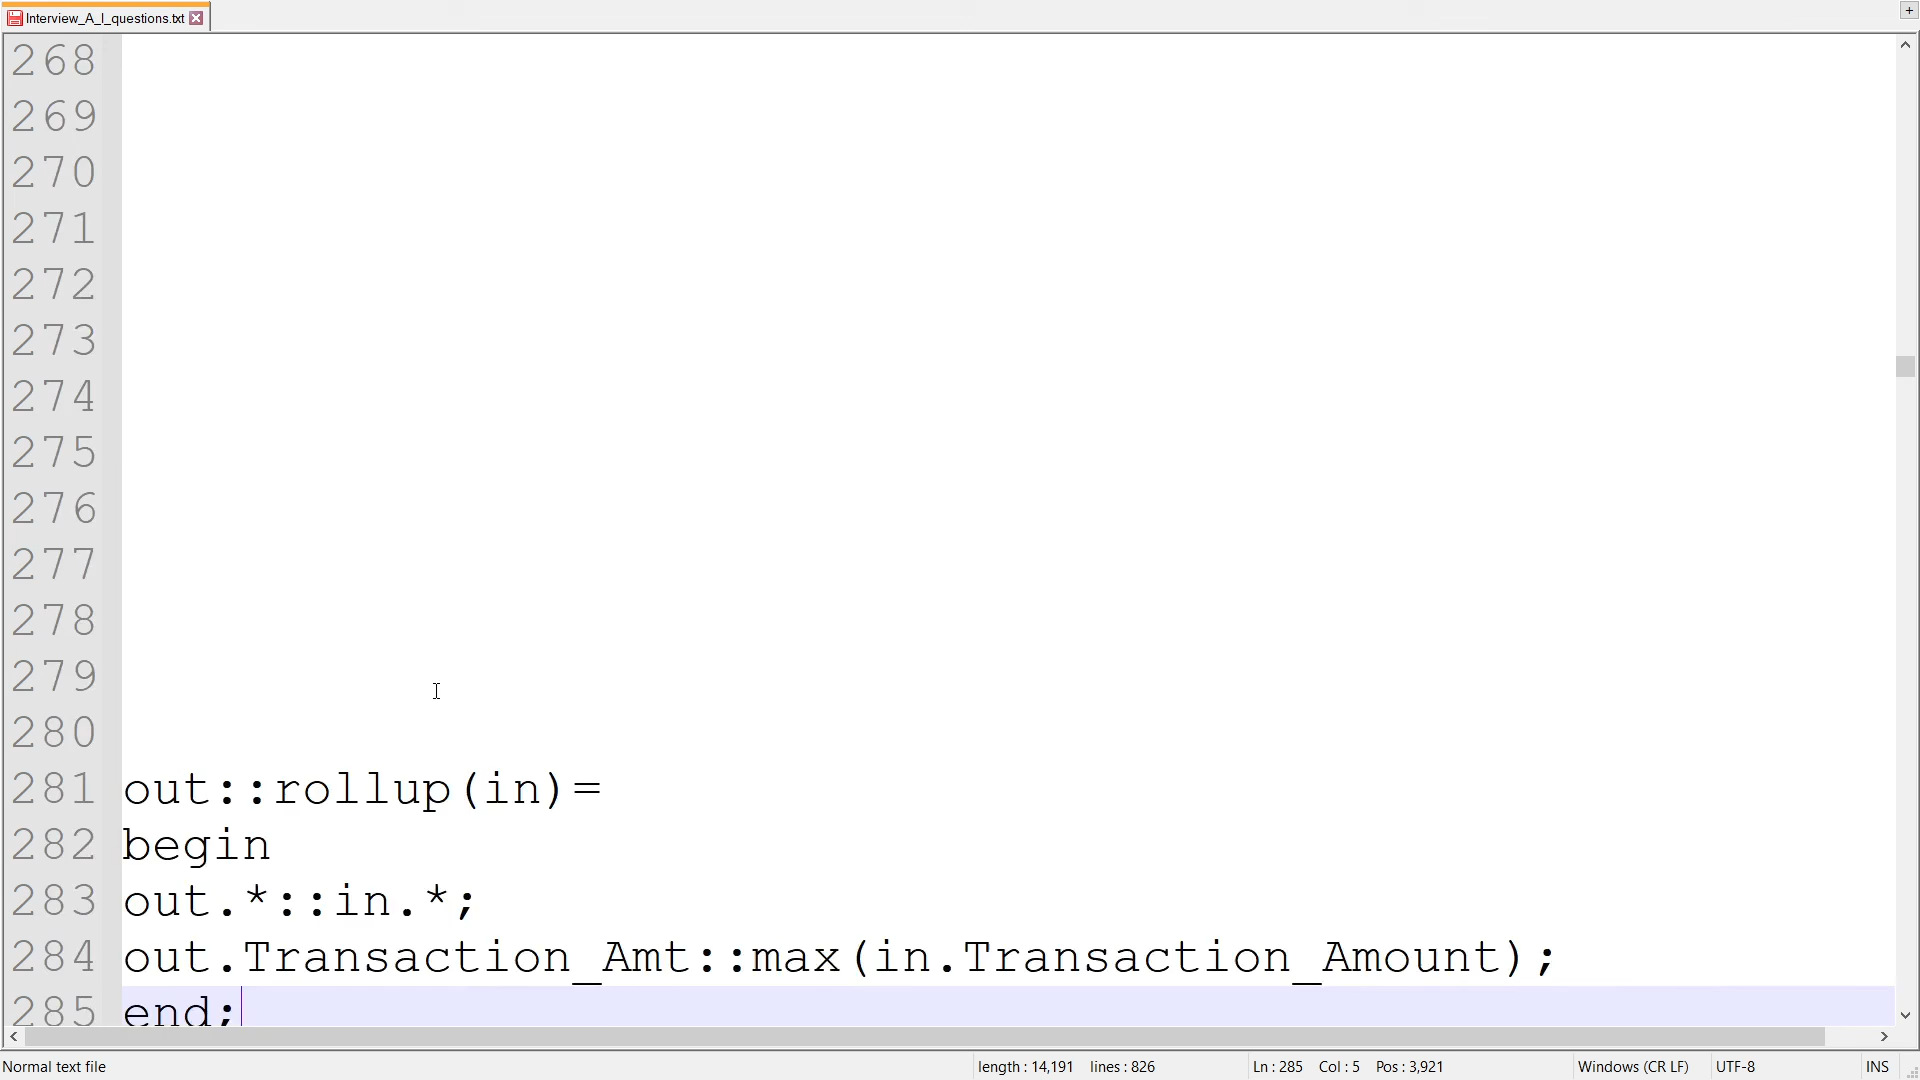 Interview_A_I_questions.txt
+
268
269
270
271
272
273
274
275
276
277
278
279
280
281 out::rollup(in)=
282 begin
283 out.*::in.*;
284 out.Transaction_Amt::max(in.Transaction_Amount);
285 end;
Normal text file length : 14,191 lines : 826 Ln : 285 Col : 5 Pos : 3,921 Windows (CR LF) UTF-8 INS